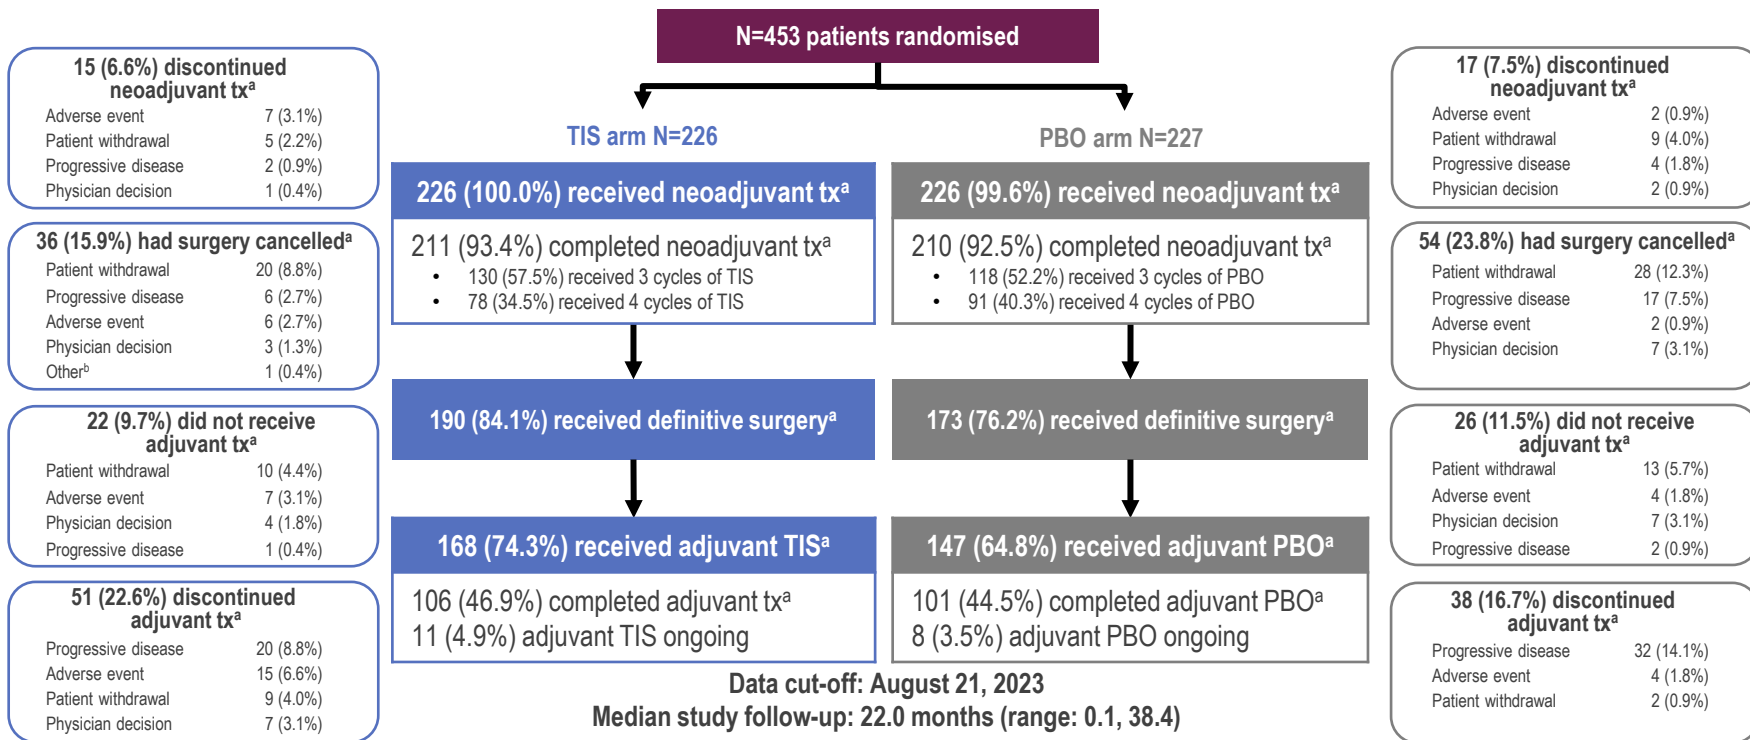 N=453 patients randomised
15 (6.6%) discontinued
neoadjuvant txᵃ
Adverse event 7 (3.1%)
Patient withdrawal 5 (2.2%)
Progressive disease 2 (0.9%)
Physician decision 1 (0.4%)
36 (15.9%) had surgery cancelledᵃ
Patient withdrawal 20 (8.8%)
Progressive disease 6 (2.7%)
Adverse event 6 (2.7%)
Physician decision 3 (1.3%)
Otherᵇ 1 (0.4%)
22 (9.7%) did not receive
adjuvant txᵃ
Patient withdrawal 10 (4.4%)
Adverse event 7 (3.1%)
Physician decision 4 (1.8%)
Progressive disease 1 (0.4%)
51 (22.6%) discontinued
adjuvant txᵃ
Progressive disease 20 (8.8%)
Adverse event 15 (6.6%)
Patient withdrawal 9 (4.0%)
Physician decision 7 (3.1%)
TIS arm N=226
226 (100.0%) received neoadjuvant txᵃ
211 (93.4%) completed neoadjuvant txᵃ
• 130 (57.5%) received 3 cycles of TIS
• 78 (34.5%) received 4 cycles of TIS
190 (84.1%) received definitive surgeryᵃ
168 (74.3%) received adjuvant TISᵃ
106 (46.9%) completed adjuvant txᵃ
11 (4.9%) adjuvant TIS ongoing
PBO arm N=227
226 (99.6%) received neoadjuvant txᵃ
210 (92.5%) completed neoadjuvant txᵃ
• 118 (52.2%) received 3 cycles of PBO
• 91 (40.3%) received 4 cycles of PBO
173 (76.2%) received definitive surgeryᵃ
147 (64.8%) received adjuvant PBOᵃ
101 (44.5%) completed adjuvant PBOᵃ
8 (3.5%) adjuvant PBO ongoing
17 (7.5%) discontinued
neoadjuvant txᵃ
Adverse event 2 (0.9%)
Patient withdrawal 9 (4.0%)
Progressive disease 4 (1.8%)
Physician decision 2 (0.9%)
54 (23.8%) had surgery cancelledᵃ
Patient withdrawal 28 (12.3%)
Progressive disease 17 (7.5%)
Adverse event 2 (0.9%)
Physician decision 7 (3.1%)
26 (11.5%) did not receive
adjuvant txᵃ
Patient withdrawal 13 (5.7%)
Adverse event 4 (1.8%)
Physician decision 7 (3.1%)
Progressive disease 2 (0.9%)
38 (16.7%) discontinued
adjuvant txᵃ
Progressive disease 32 (14.1%)
Adverse event 4 (1.8%)
Patient withdrawal 2 (0.9%)
Data cut-off: August 21, 2023
Median study follow-up: 22.0 months (range: 0.1, 38.4)